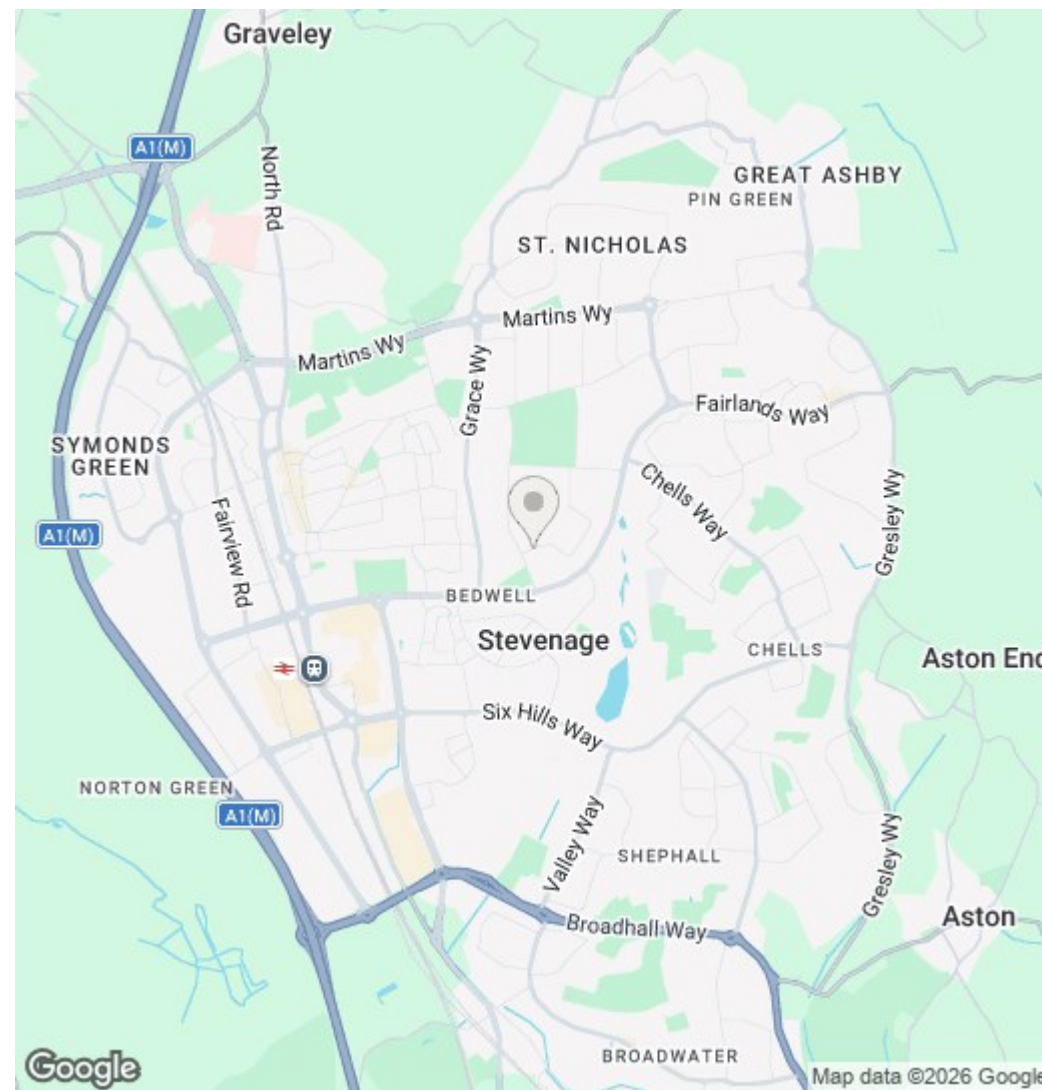 Graveley
A1(M)
North Rd
GREAT ASHBY
PIN GREEN
ST. NICHOLAS
Martins Wy
Martins Wy
Grace Wy
Fairlands Way
SYMONDS
GREEN
Chells Way
Gresley Wy
A1(M)
Fairview Rd
BEDWELL
Stevenage
CHELLS
Aston End
Six Hills Way
NORTON GREEN
A1(M)
Valley Way
SHEPHALL
Gresley Wy
Aston
Broadhall Way
BROADWATER
Google
Map data ©2026 Google